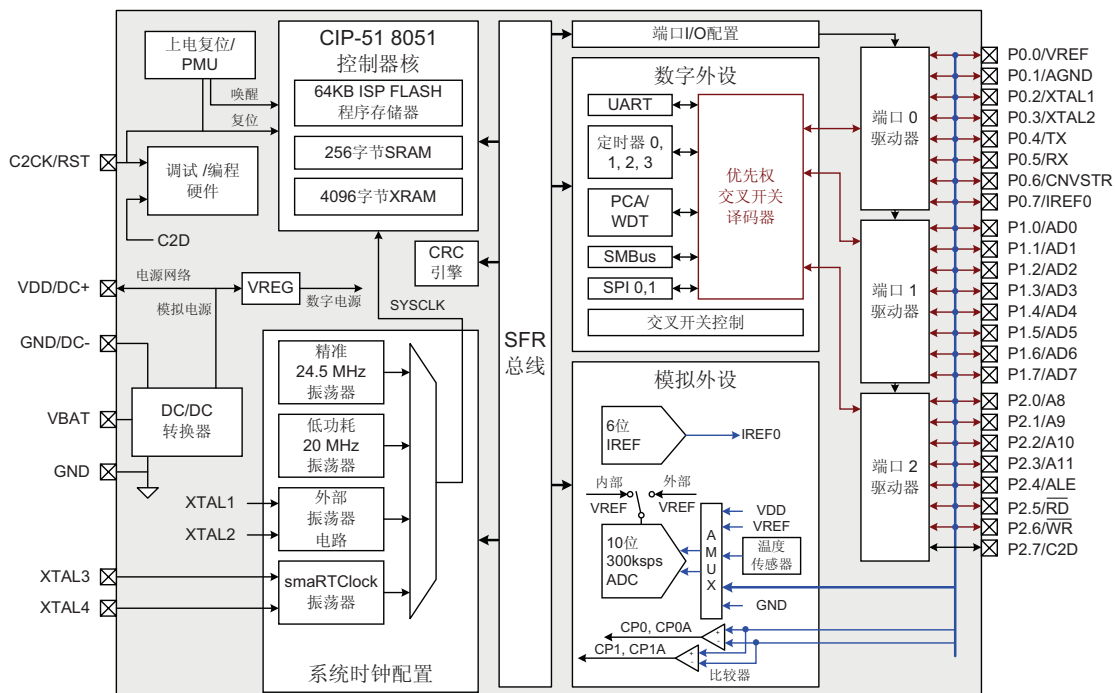 上电复位/
PMU
唤醒
复位
C2CK/RST
调试 /编程
硬件
C2D
CIP-51 8051
控制器核
64KB ISP FLASH
程序存储器
256字节SRAM
4096字节XRAM
CRC
引擎
VDD/DC+
电源网络
模拟电源
VREG
数字电源
SYSCLK
GND/DC-
VBAT
DC/DC
转换器
GND
XTAL1
XTAL2
XTAL3
XTAL4
精准
24.5 MHz
振荡器
低功耗
20 MHz
振荡器
外部
振荡器
电路
smaRTClock
振荡器
系统时钟配置
SFR
总线
端口I/O配置
数字外设
UART
定时器 0,
1, 2, 3
PCA/
WDT
SMBus
SPI 0,1
优先权
交叉开关
译码器
交叉开关控制
模拟外设
6位
IREF
IREF0
内部
VREF
外部
VREF
10位
300ksps
ADC
A
M
U
X
VDD
VREF
温度
传感器
GND
CP0, CP0A
CP1, CP1A
+
-
+
-
比较器
端口 0
驱动器
端口 1
驱动器
端口 2
驱动器
P0.0/VREF
P0.1/AGND
P0.2/XTAL1
P0.3/XTAL2
P0.4/TX
P0.5/RX
P0.6/CNVSTR
P0.7/IREF0
P1.0/AD0
P1.1/AD1
P1.2/AD2
P1.3/AD3
P1.4/AD4
P1.5/AD5
P1.6/AD6
P1.7/AD7
P2.0/A8
P2.1/A9
P2.2/A10
P2.3/A11
P2.4/ALE
P2.5/R̅D̅
P2.6/W̅R̅
P2.7/C2D